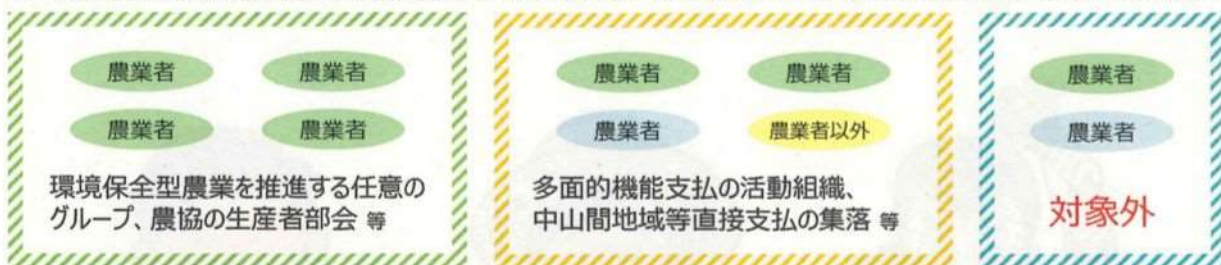 農業者 農業者
農業者 農業者
環境保全型農業を推進する任意の
グループ、農協の生産者部会 等
農業者 農業者
農業者 農業者以外
多面的機能支払の活動組織、
中山間地域等直接支払の集落 等
農業者
農業者
対象外